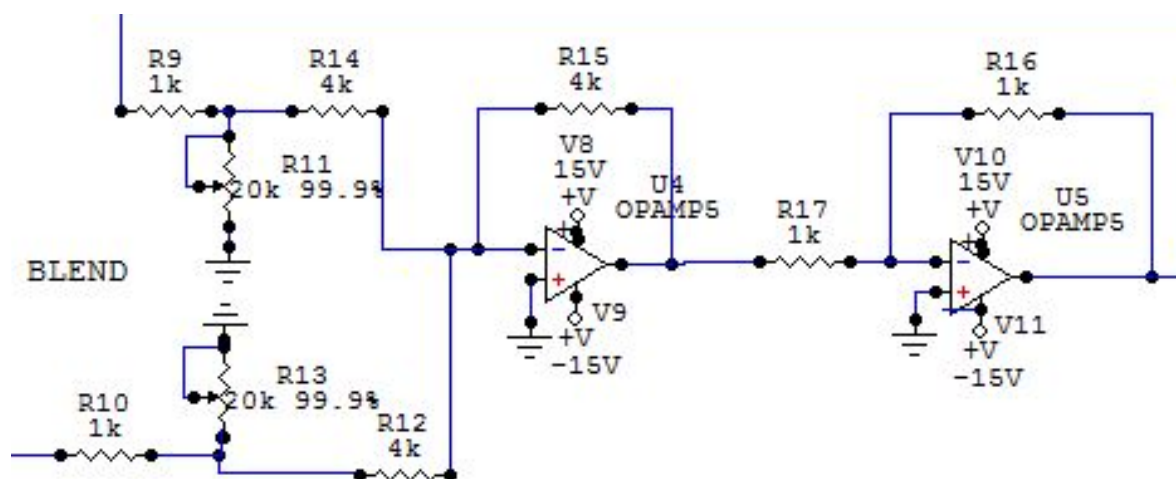 R9
1k
R14
4k
R15
4k
R16
1k
V8
15V
+V
V10
15V
+V
R11
20k 99.9%
U4
OPAMP5
U5
OPAMP5
R17
1k
BLEND
+
-
+
+
-
+
V9
+V
-15V
V11
+V
-15V
R13
20k 99.9%
R10
1k
R12
4k